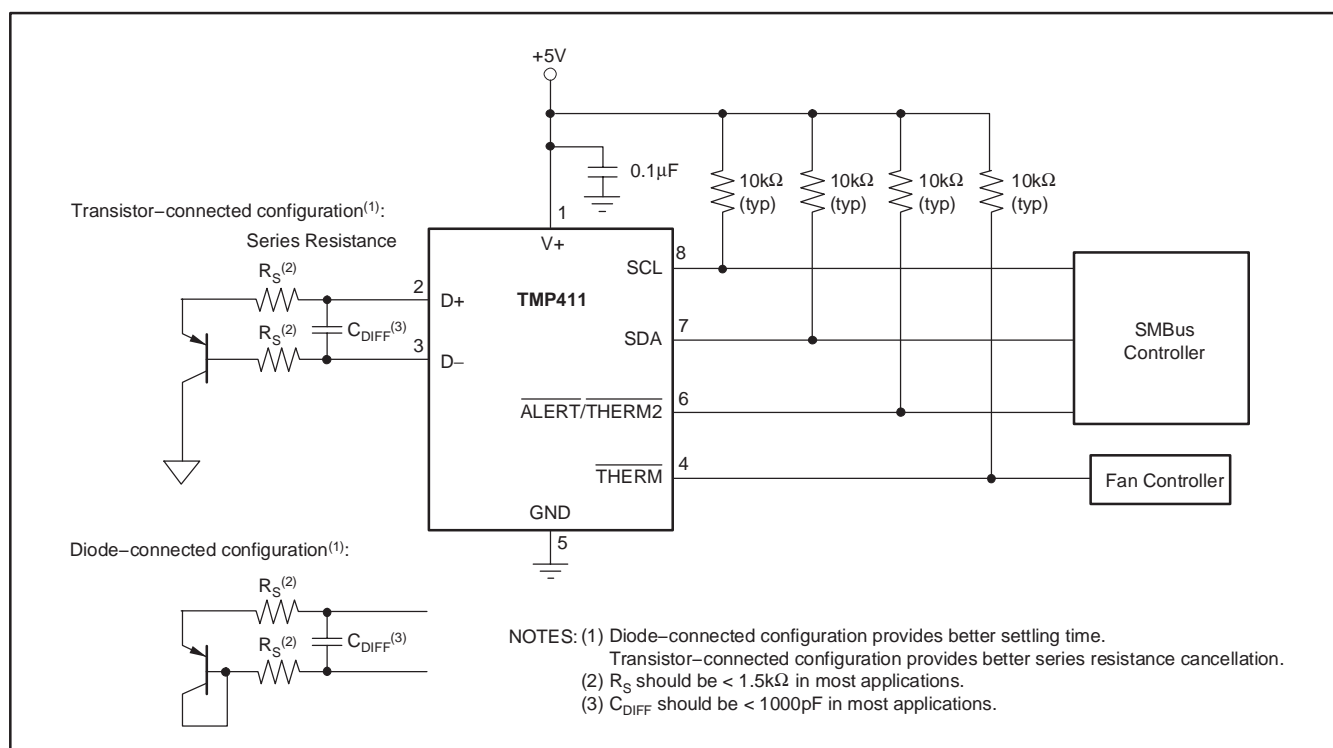 +5V
0.1μF
10kΩ
(typ)
10kΩ
(typ)
10kΩ
(typ)
10kΩ
(typ)
Transistor−connected configuration(1):
Series Resistance
RS(2)
RS(2)
CDIFF(3)
1
V+
2
D+
3
D−
TMP411
SCL
8
SDA
7
ALERT/THERM2
6
THERM
4
GND
5
SMBus
Controller
Fan Controller
Diode−connected configuration(1):
RS(2)
RS(2)
CDIFF(3)
NOTES: (1) Diode−connected configuration provides better settling time.
Transistor−connected configuration provides better series resistance cancellation.
(2) RS should be < 1.5kΩ in most applications.
(3) CDIFF should be < 1000pF in most applications.